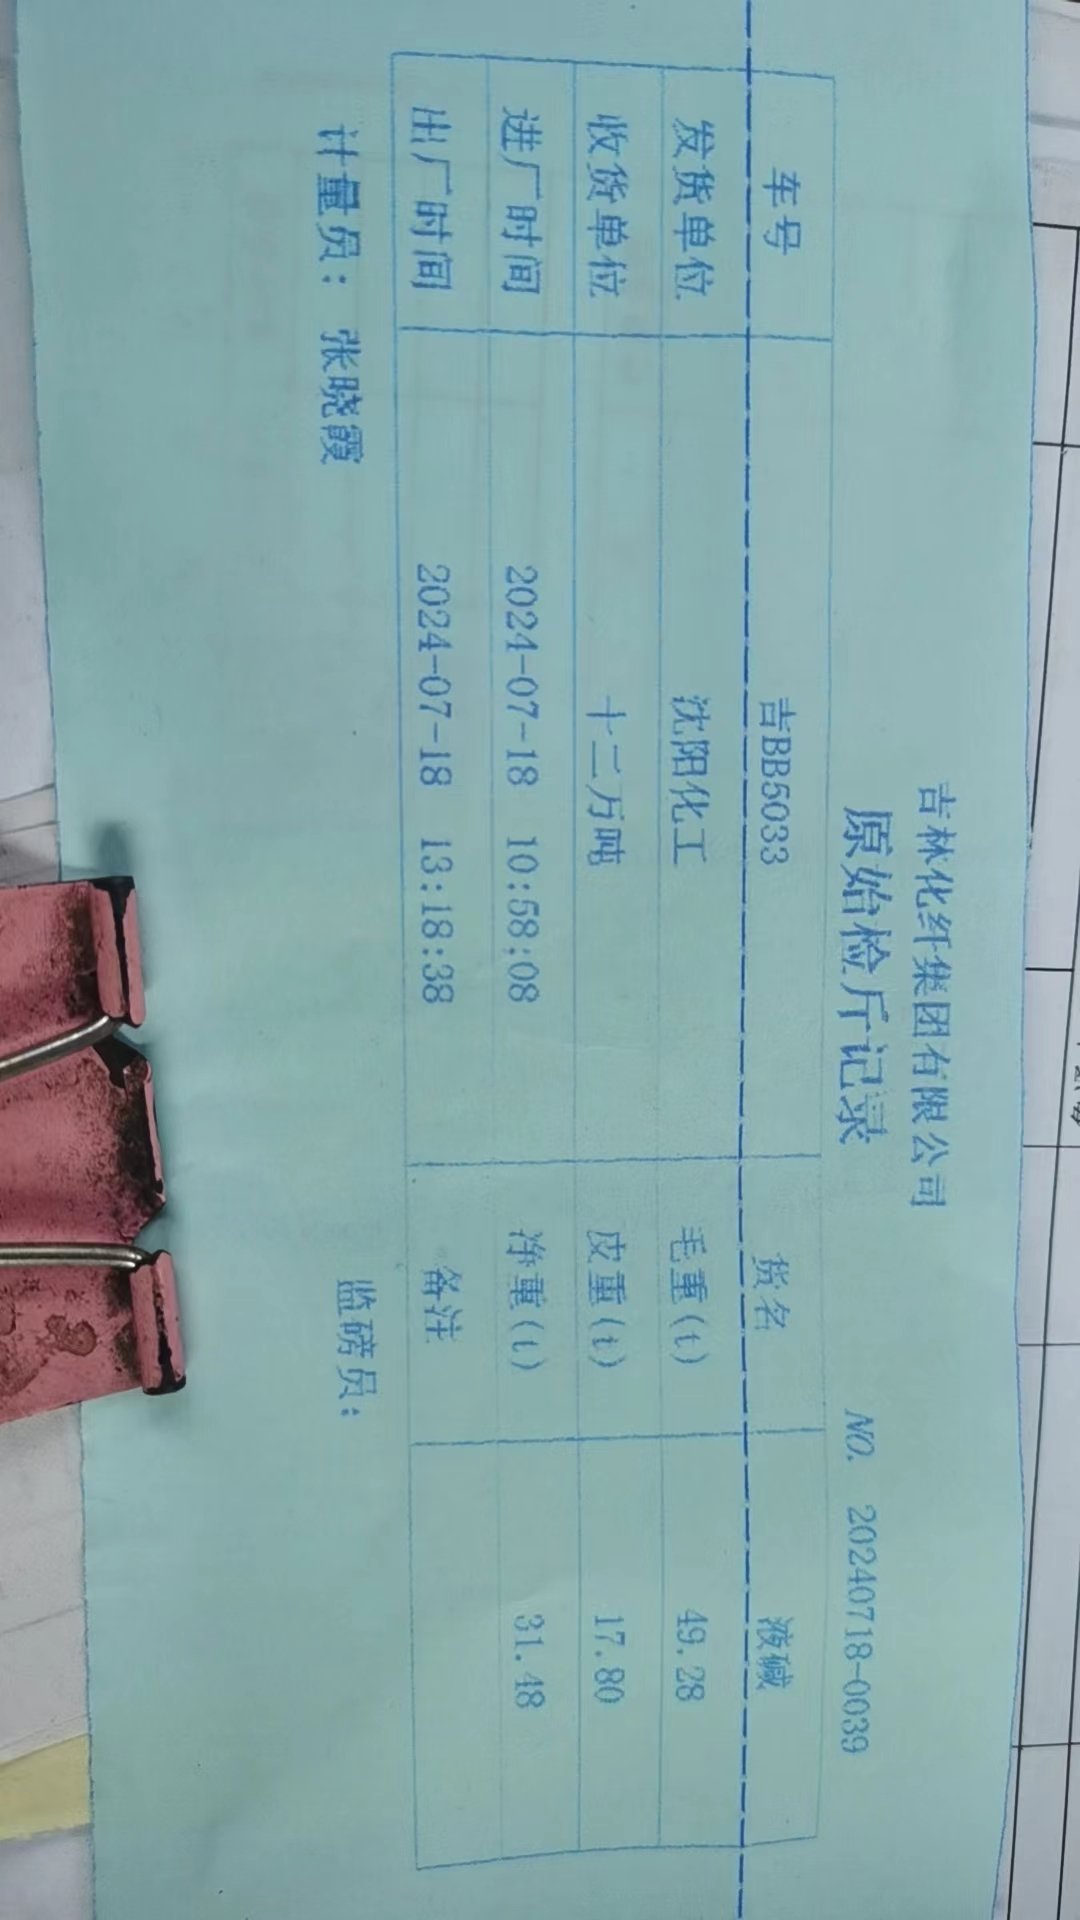 吉林化纤集团有限公司
原始检斤记录
NO. 20240718-0039
车号 吉BB5033 货名 液碱
发货单位 沈阳化工 毛重(t) 49.28
收货单位 十二万吨 皮重(t) 17.80
进厂时间 2024-07-18 10:58:08 净重(t) 31.48
出厂时间 2024-07-18 13:18:38 备注
计量员: 张晓霞 监磅员: